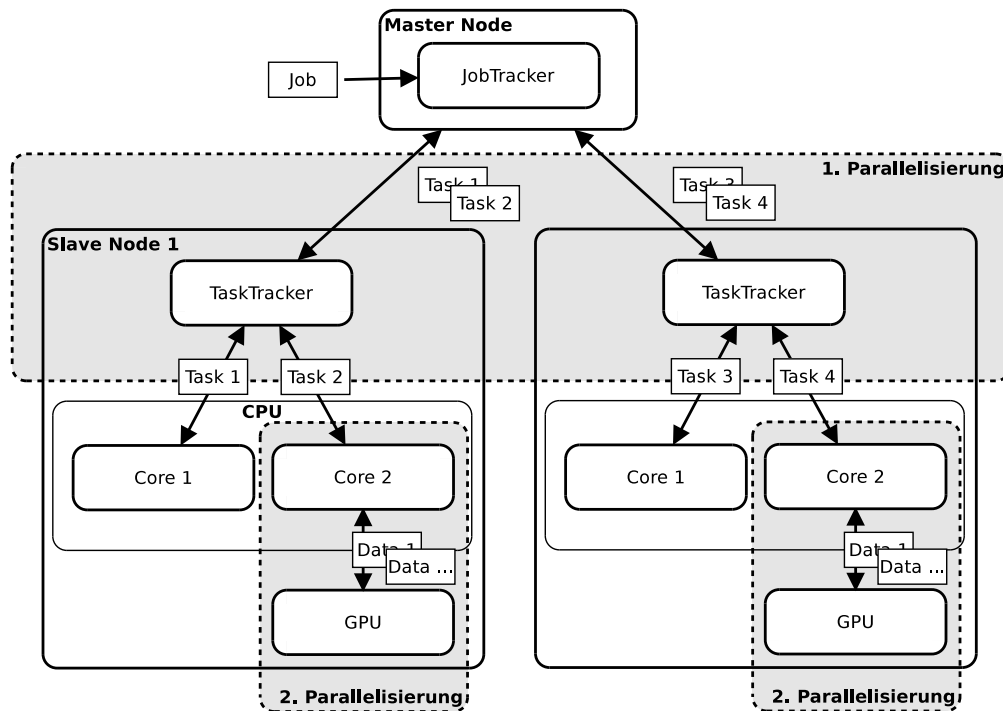 Master Node
JobTracker
Job
1. Parallelisierung
Task 1
Task 2
Task 3
Task 4
Slave Node 1
TaskTracker
TaskTracker
Task 1
Task 2
Task 3
Task 4
CPU
Core 1
Core 2
Core 1
Core 2
Data 1
Data ...
Data 1
Data ...
GPU
GPU
2. Parallelisierung
2. Parallelisierung